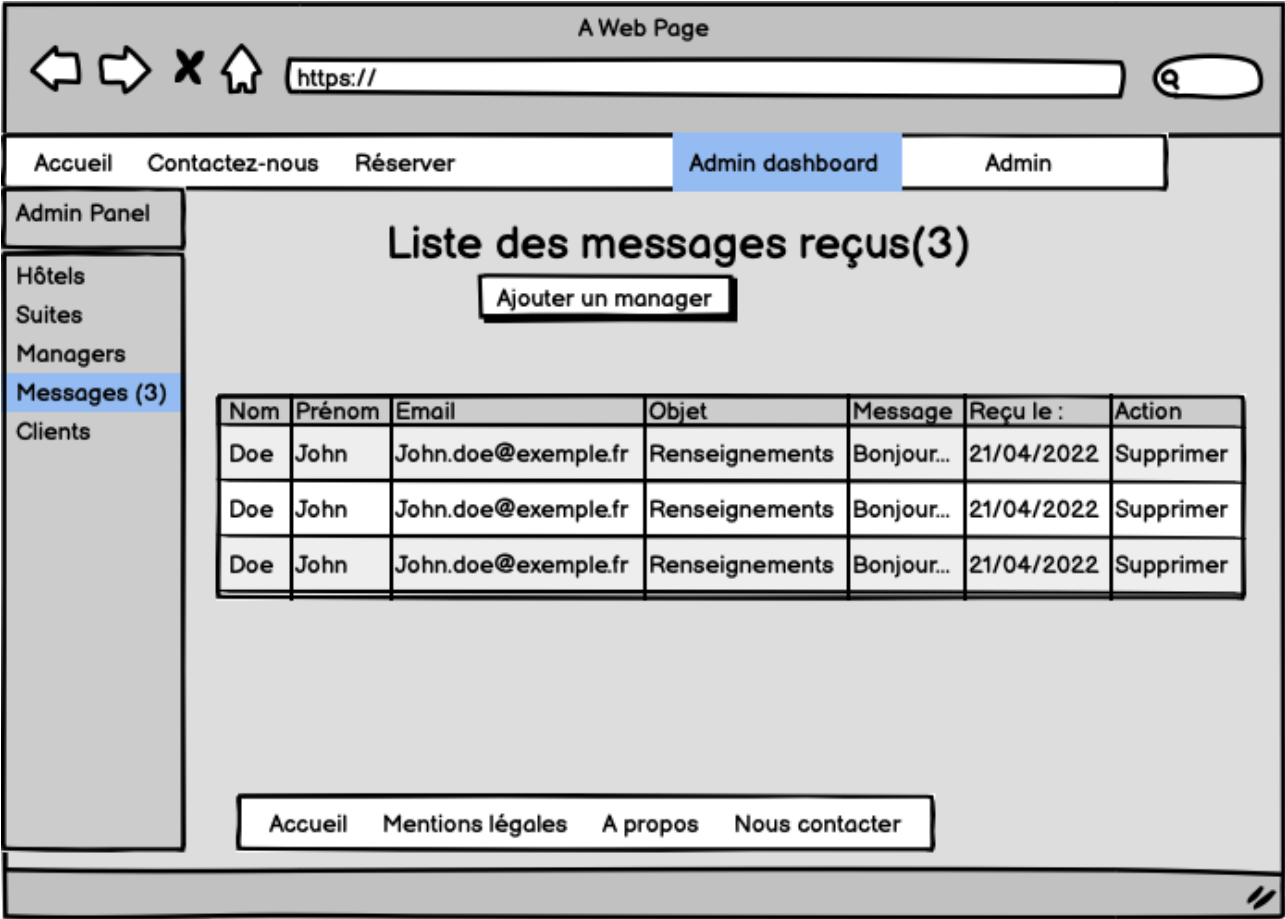 A Web Page
https://
Accueil Contactez-nous Réserver Admin dashboard Admin
Admin Panel
Hôtels
Suites
Managers
Messages (3)
Clients
Liste des messages reçus(3)
Ajouter un manager
Nom Prénom Email Objet Message Reçu le : Action
Doe John John.doe@exemple.fr Renseignements Bonjour... 21/04/2022 Supprimer
Doe John John.doe@exemple.fr Renseignements Bonjour... 21/04/2022 Supprimer
Doe John John.doe@exemple.fr Renseignements Bonjour... 21/04/2022 Supprimer
Accueil Mentions légales A propos Nous contacter